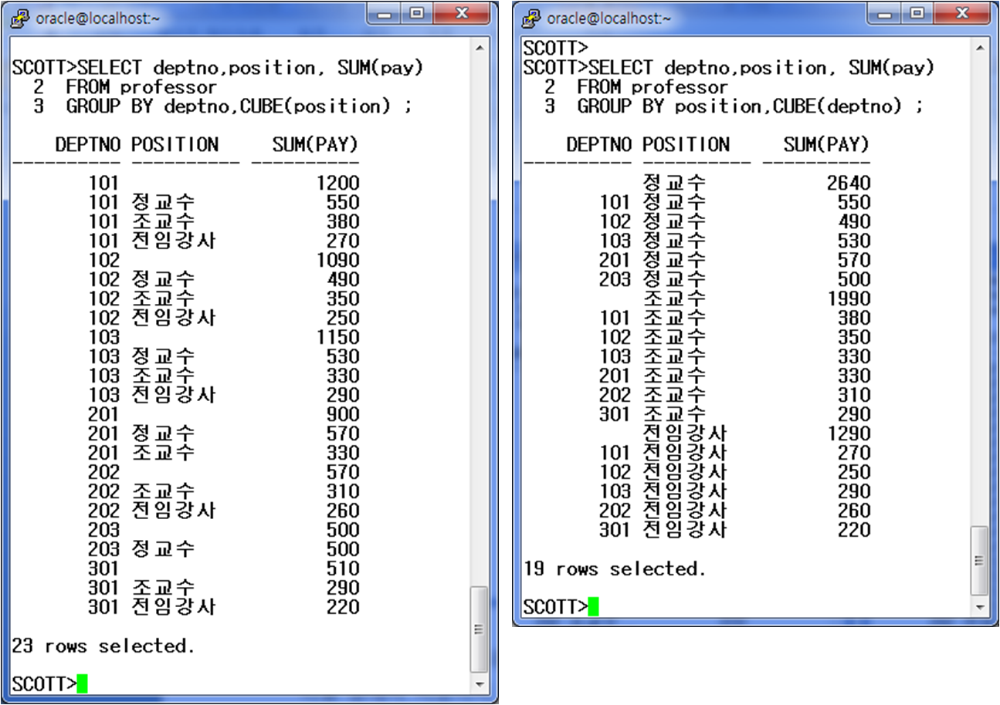 oracle@localhost:~
SCOTT>SELECT deptno,position, SUM(pay)
  2  FROM professor
  3  GROUP BY deptno,CUBE(position) ;
    DEPTNO POSITION     SUM(PAY)
---------- ---------- ----------
       101                  1200
       101 정교수            550
       101 조교수            380
       101 전임강사          270
       102                  1090
       102 정교수            490
       102 조교수            350
       102 전임강사          250
       103                  1150
       103 정교수            530
       103 조교수            330
       103 전임강사          290
       201                   900
       201 정교수            570
       201 조교수            330
       202                   570
       202 조교수            310
       202 전임강사          260
       203                   500
       203 정교수            500
       301                   510
       301 조교수            290
       301 전임강사          220
23 rows selected.
SCOTT>
oracle@localhost:~
SCOTT>
SCOTT>SELECT deptno,position, SUM(pay)
  2  FROM professor
  3  GROUP BY position,CUBE(deptno) ;
    DEPTNO POSITION     SUM(PAY)
---------- ---------- ----------
           정교수           2640
       101 정교수            550
       102 정교수            490
       103 정교수            530
       201 정교수            570
       203 정교수            500
           조교수           1990
       101 조교수            380
       102 조교수            350
       103 조교수            330
       201 조교수            330
       202 조교수            310
       301 조교수            290
           전임강사         1290
       101 전임강사          270
       102 전임강사          250
       103 전임강사          290
       202 전임강사          260
       301 전임강사          220
19 rows selected.
SCOTT>